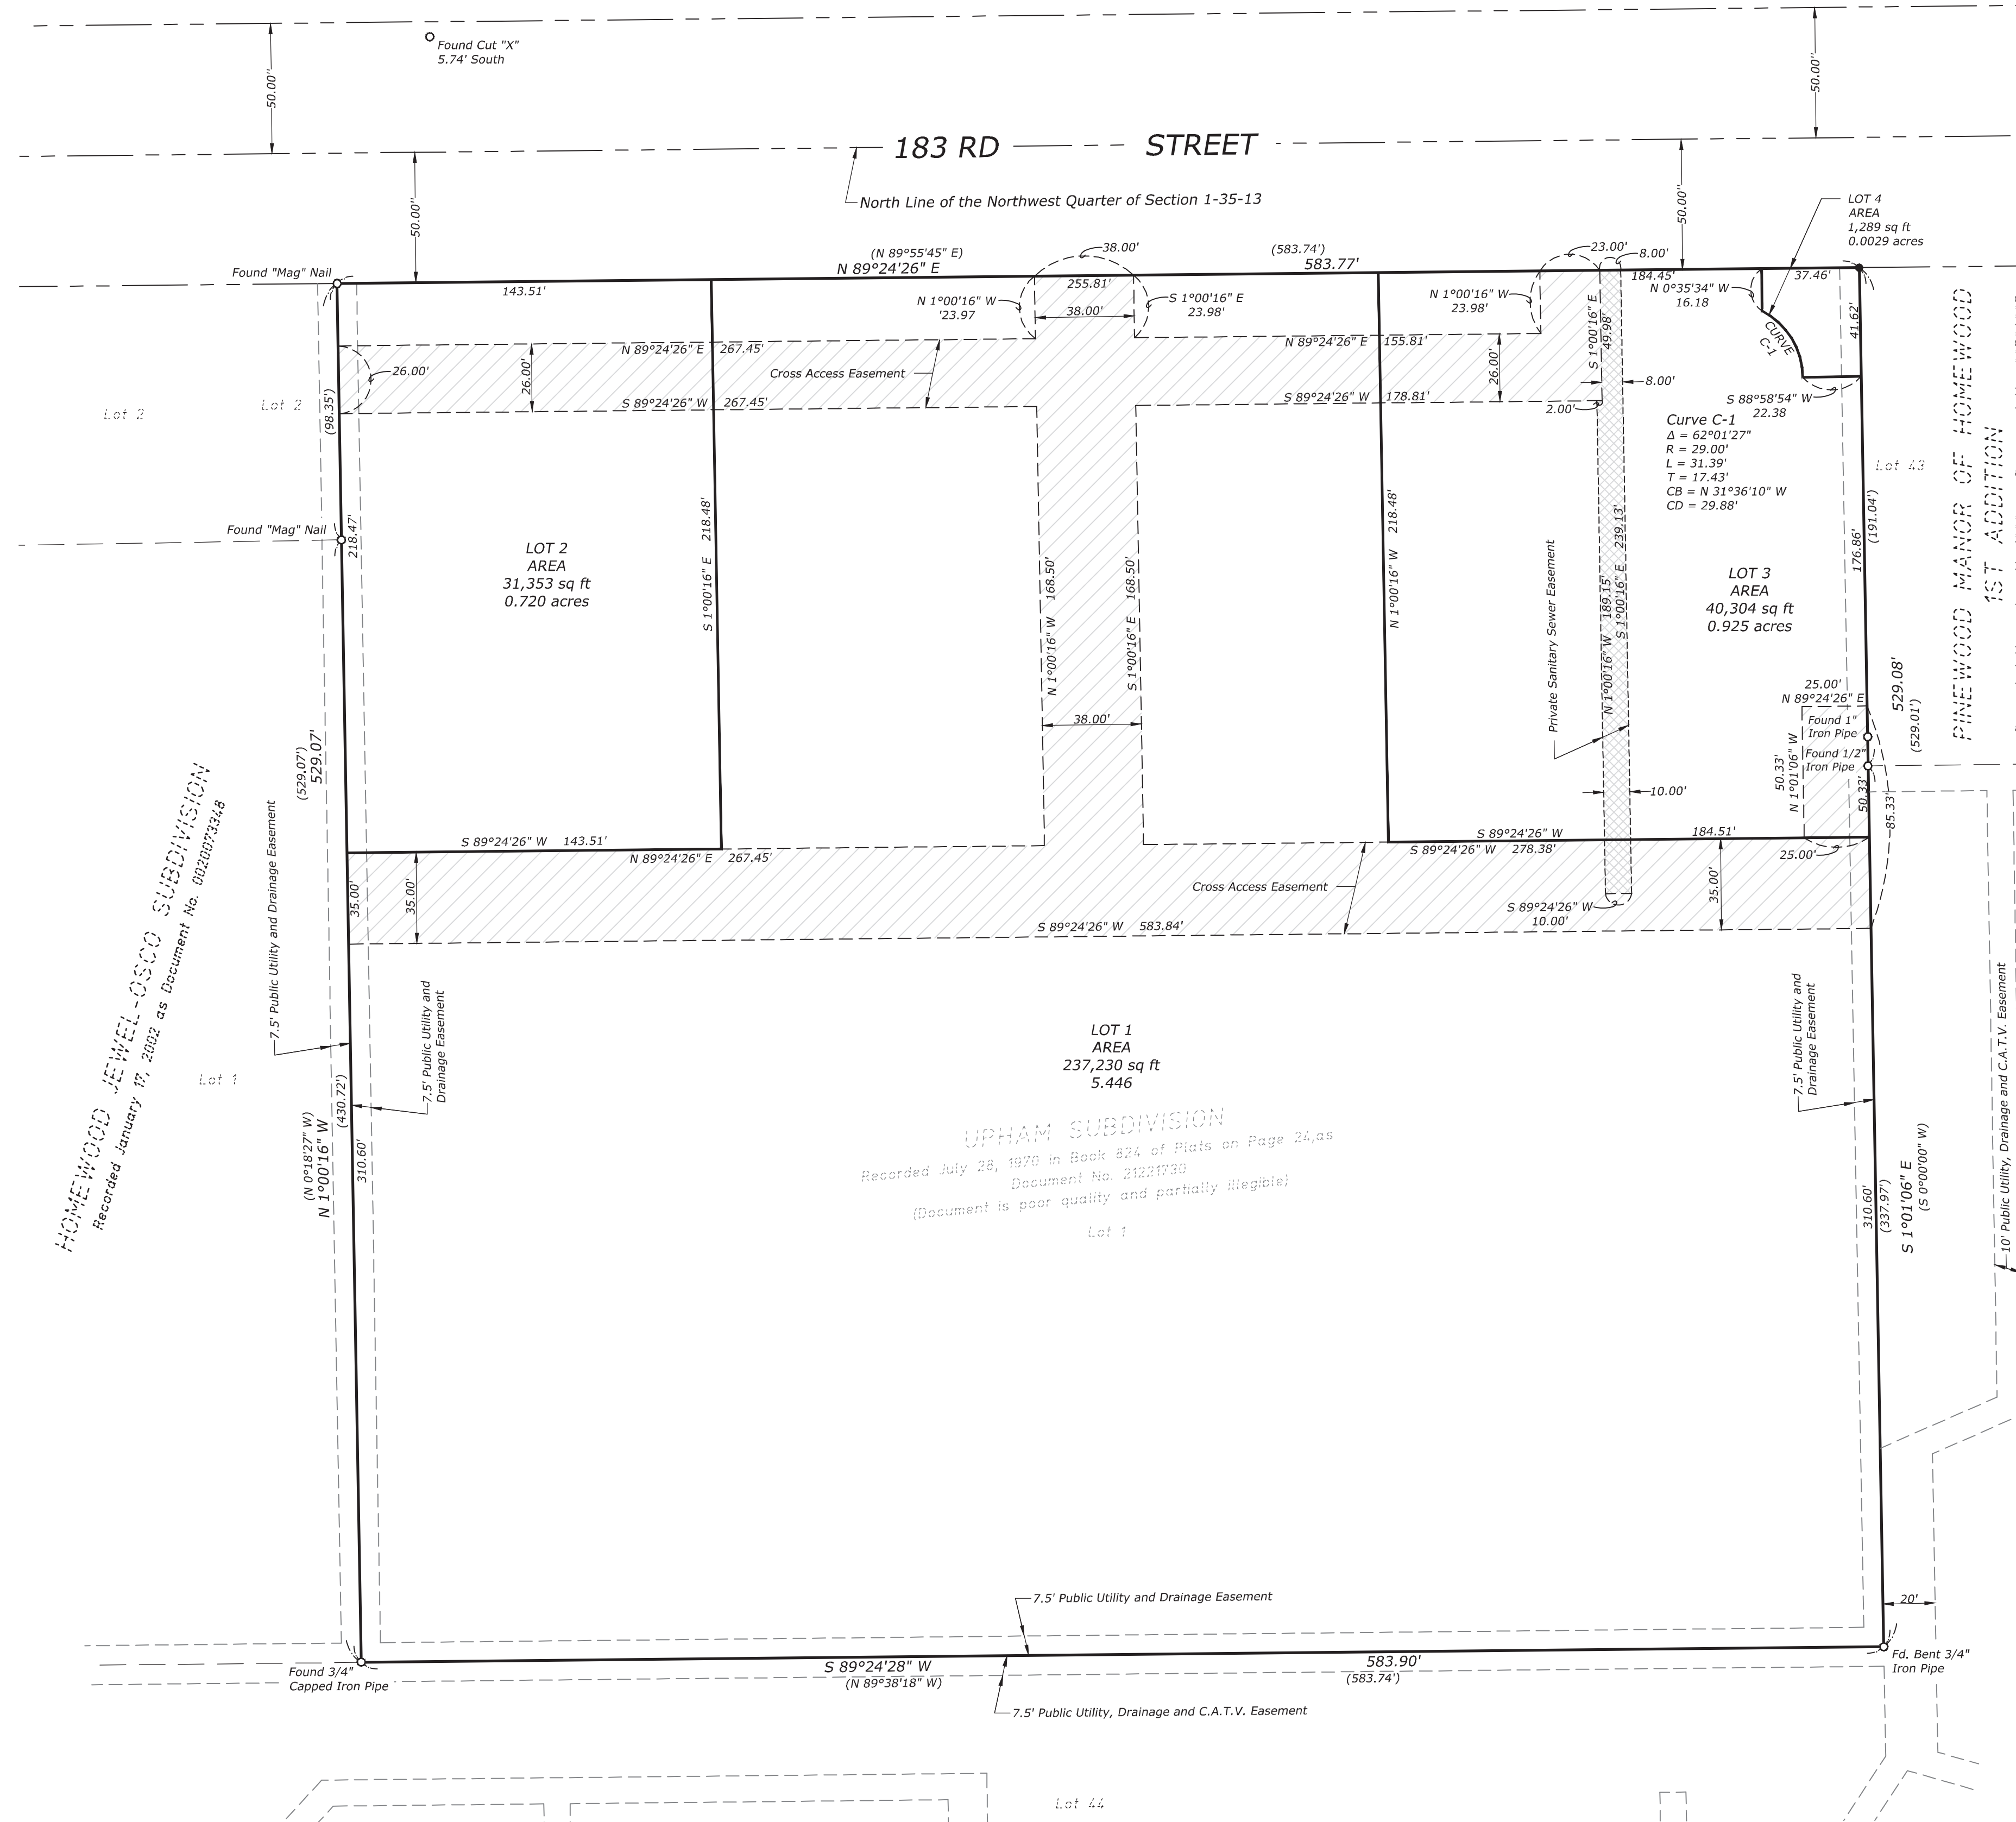 50.00"
Found Cut "X"
5.74' South
50.00"
183 RD STREET
North Line of the Northwest Quarter of Section 1-35-13
50.00"
50.00"
LOT 4
AREA
1,289 sq ft
0.0029 acres
Found "Mag" Nail
(N 89°55'45" E)
N 89°24'26" E
38.00'
(583.74')
583.77'
23.00'
8.00'
143.51'
255.81'
184.45'
37.46'
N 1°00'16" W
'23.97
38.00'
S 1°00'16" E
23.98'
N 1°00'16" W
23.98'
S 1°00'16" E
49.98'
N 0°35'34" W
16.18
CURVE
C-1
41.62'
26.00'
26.00'
N 89°24'26" E 267.45'
Cross Access Easement
S 89°24'26" W 267.45'
N 89°24'26" E 155.81'
26.00'
S 89°24'26" W 178.81'
8.00'
2.00'
S 88°58'54" W
22.38
Curve C-1
Δ = 62°01'27"
R = 29.00'
L = 31.39'
T = 17.43'
CB = N 31°36'10" W
CD = 29.88'
Lot 2
Lot 2
(98.35')
Lot 43
PINEWOOD MANOR OF HOMEWOOD
1ST ADDITION
(191.04')
176.86'
Found "Mag" Nail
218.47'
LOT 2
AREA
31,353 sq ft
0.720 acres
S 1°00'16" E 218.48'
N 1°00'16" W 168.50'
S 1°00'16" E 168.50'
38.00'
N 1°00'16" W 218.48'
Private Sanitary Sewer Easement
N 1°00'16" W 189.15'
S 1°00'16" E 239.13'
10.00'
LOT 3
AREA
40,304 sq ft
0.925 acres
25.00'
N 89°24'26" E
Found 1"
Iron Pipe
Found 1/2"
Iron Pipe
50.33'
N 1°01'06" W
50.33'
85.33'
25.00'
529.08'
(529.01')
(529.07')
529.07'
S 89°24'26" W 143.51'
N 89°24'26" E 267.45'
S 89°24'26" W 184.51'
S 89°24'26" W 278.38'
35.00'
35.00'
Cross Access Easement
S 89°24'26" W
10.00'
35.00'
S 89°24'26" W 583.84'
HOMEWOOD JEWEL-OSCO SUBDIVISION
Recorded January 17, 2002 as Document No. 0020073348
Lot 1
7.5' Public Utility and Drainage Easement
7.5' Public Utility and
Drainage Easement
(430.72')
(N 0°18'27" W)
N 1°00'16" W
310.60'
LOT 1
AREA
237,230 sq ft
5.446
UPHAM SUBDIVISION
Recorded July 28, 1970 in Book 824 of Plats on Page 24,as
Document No. 21221730
(Document is poor quality and partially illegible)
Lot 1
7.5' Public Utility and
Drainage Easement
310.60'
(337.97')
S 1°01'06" E
(S 0°00'00" W)
10' Public Utility, Drainage and C.A.T.V. Easement
7.5' Public Utility and Drainage Easement
20'
Found 3/4"
Capped Iron Pipe
S 89°24'28" W
(N 89°38'18" W)
583.90'
(583.74')
Fd. Bent 3/4"
Iron Pipe
7.5' Public Utility, Drainage and C.A.T.V. Easement
Lot 44